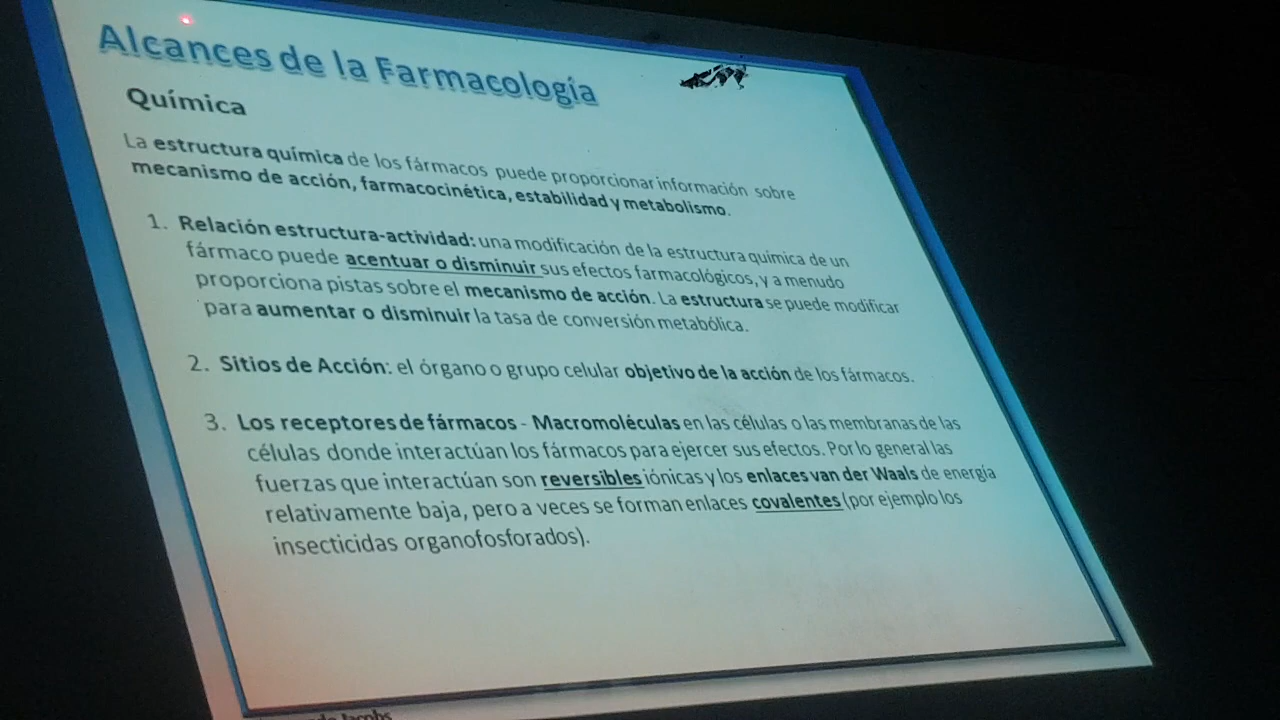 Alcances de la Farmacología
Química
La estructura química de los fármacos puede proporcionar información sobre
mecanismo de acción, farmacocinética, estabilidad y metabolismo.
1. Relación estructura-actividad: una modificación de la estructura química de un
fármaco puede acentuar o disminuir sus efectos farmacológicos, y a menudo
proporciona pistas sobre el mecanismo de acción. La estructura se puede modificar
para aumentar o disminuir la tasa de conversión metabólica.
2. Sitios de Acción: el órgano o grupo celular objetivo de la acción de los fármacos.
3. Los receptores de fármacos - Macromoléculas en las células o las membranas de las
células donde interactúan los fármacos para ejercer sus efectos. Por lo general las
fuerzas que interactúan son reversibles iónicas y los enlaces van der Waals de energía
relativamente baja, pero a veces se forman enlaces covalentes (por ejemplo los
insecticidas organofosforados).
Jacobs